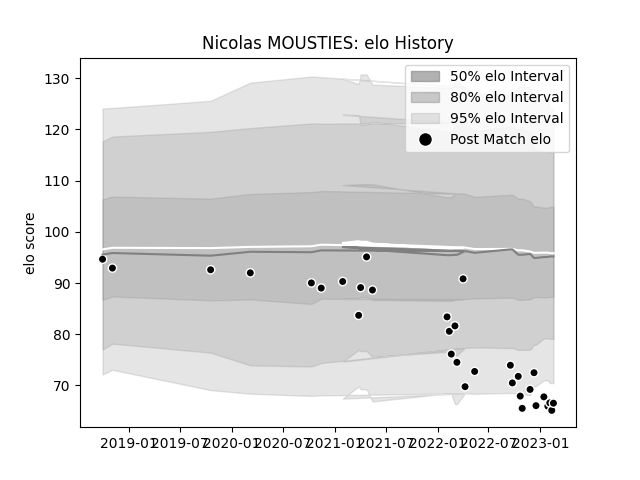 Nicolas MOUSTIES: elo History
elo score
130
120
110
100
90
80
70
50% elo Interval
80% elo Interval
95% elo Interval
Post Match elo
2019-01
2019-07
2020-01
2020-07
2021-01
2021-07
2022-01
2022-07
2023-01